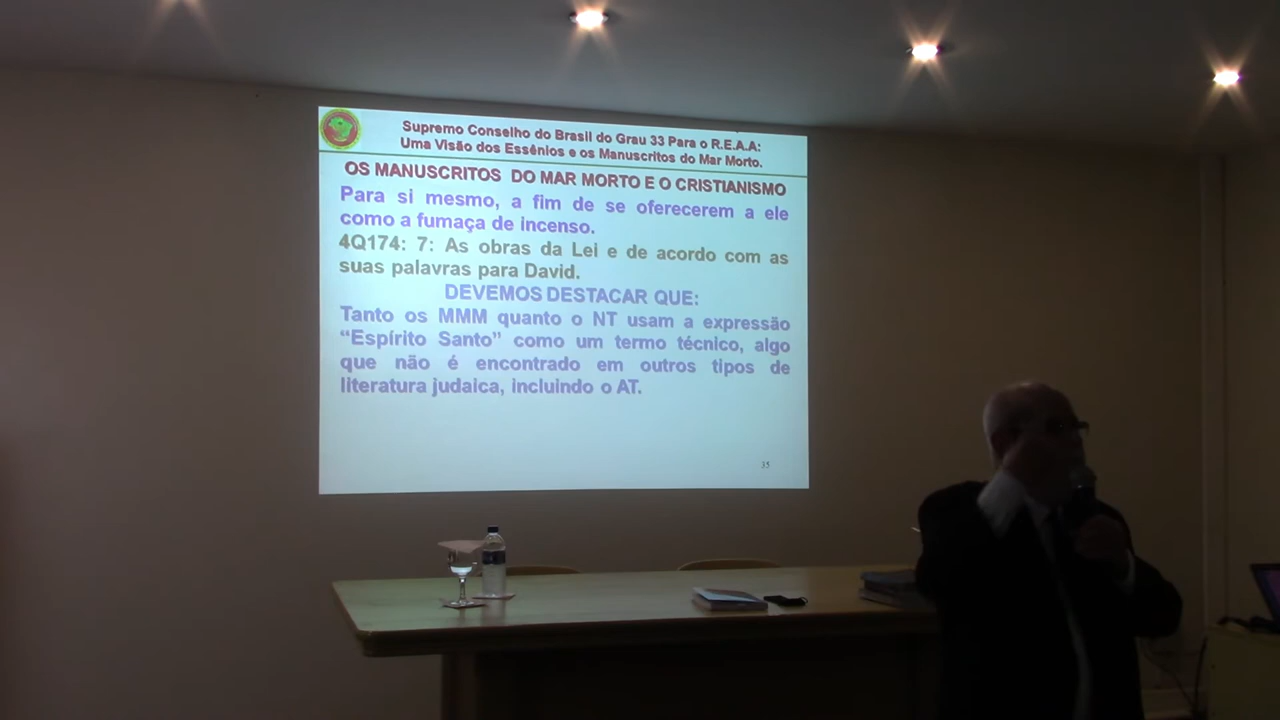 Supremo Conselho do Brasil do Grau 33 Para o R.E.A.A:
Uma Visão dos Essênios e os Manuscritos do Mar Morto.
OS MANUSCRITOS DO MAR MORTO E O CRISTIANISMO
Para si mesmo, a fim de se oferecerem a ele
como a fumaça de incenso.
4Q174: 7: As obras da Lei e de acordo com as
suas palavras para David.
DEVEMOS DESTACAR QUE:
Tanto os MMM quanto o NT usam a expressão
“Espírito Santo” como um termo técnico, algo
que não é encontrado em outros tipos de
literatura judaica, incluindo o AT.
35